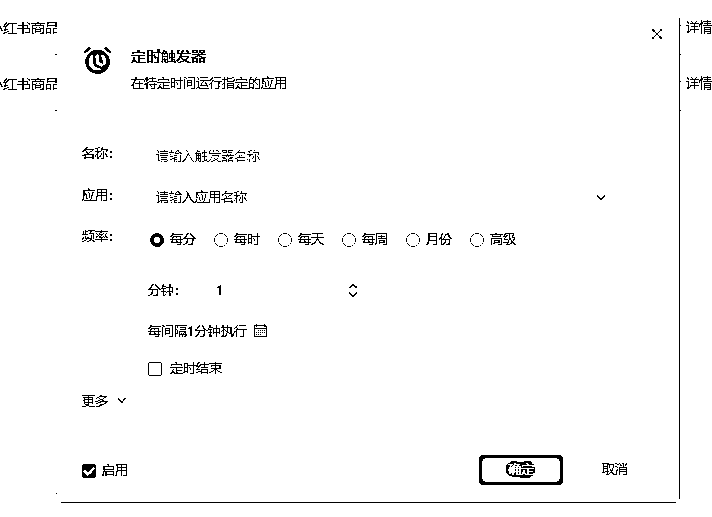 小红书商品
详情
定时触发器
在特定时间运行指定的应用
小红书商品
详情
名称：
请输入触发器名称
应用：
请输入应用名称
频率：
每分 每时 每天 每周 月份 高级
分钟： 1
每间隔1分钟执行
定时结束
更多
启用
确定
取消